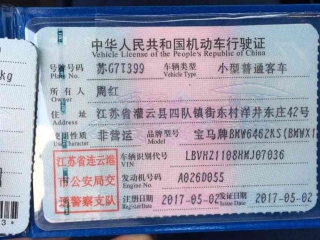 kg
中华人民共和国机动车行驶证
Vehicle License of the People's Republic of China
号牌号码 苏G7T399 车辆类型 小型普通客车
Plate No. Vehicle Type
所有人 周红
Owner
住址 江苏省灌云县四队镇街东村洋井东庄42号
Address
使用性质 非营运 品牌型号 宝马牌BMW6462KS(BMWX1
江苏省连云港
市公安局交
通警察支队
车辆识别代号 LBVHZ1108HMJ07036
VIN
发动机号码 A026D055
Engine No.
注册日期 2017-05-02 发证日期 2017-05-02
Register Date Issue Date